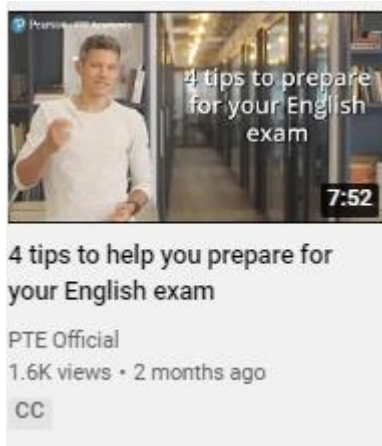 Pearson
4 tips to prepare
for your English
exam
7:52
4 tips to help you prepare for
your English exam
PTE Official
1.6K views • 2 months ago
CC